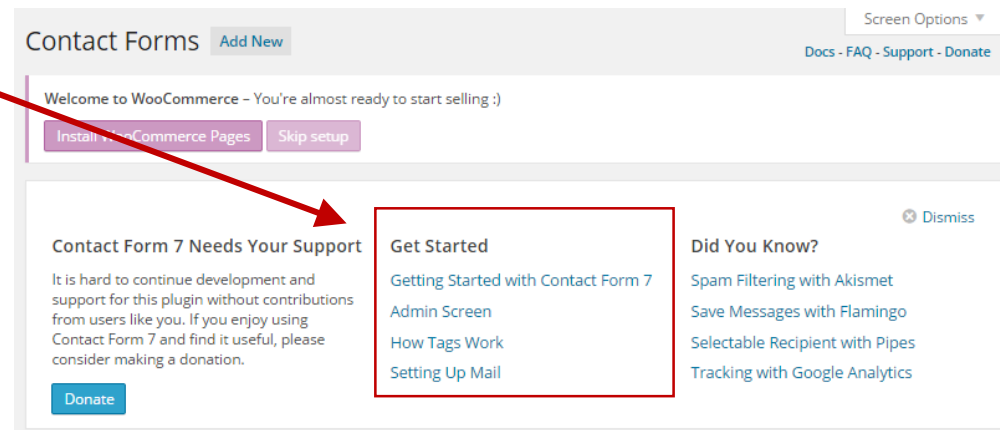 Screen Options
Contact Forms Add New
Docs - FAQ - Support - Donate
Welcome to WooCommerce – You're almost ready to start selling :)
Install WooCommerce Pages Skip setup
Dismiss
Contact Form 7 Needs Your Support
It is hard to continue development and
support for this plugin without contributions
from users like you. If you enjoy using
Contact Form 7 and find it useful, please
consider making a donation.
Donate
Get Started
Getting Started with Contact Form 7
Admin Screen
How Tags Work
Setting Up Mail
Did You Know?
Spam Filtering with Akismet
Save Messages with Flamingo
Selectable Recipient with Pipes
Tracking with Google Analytics